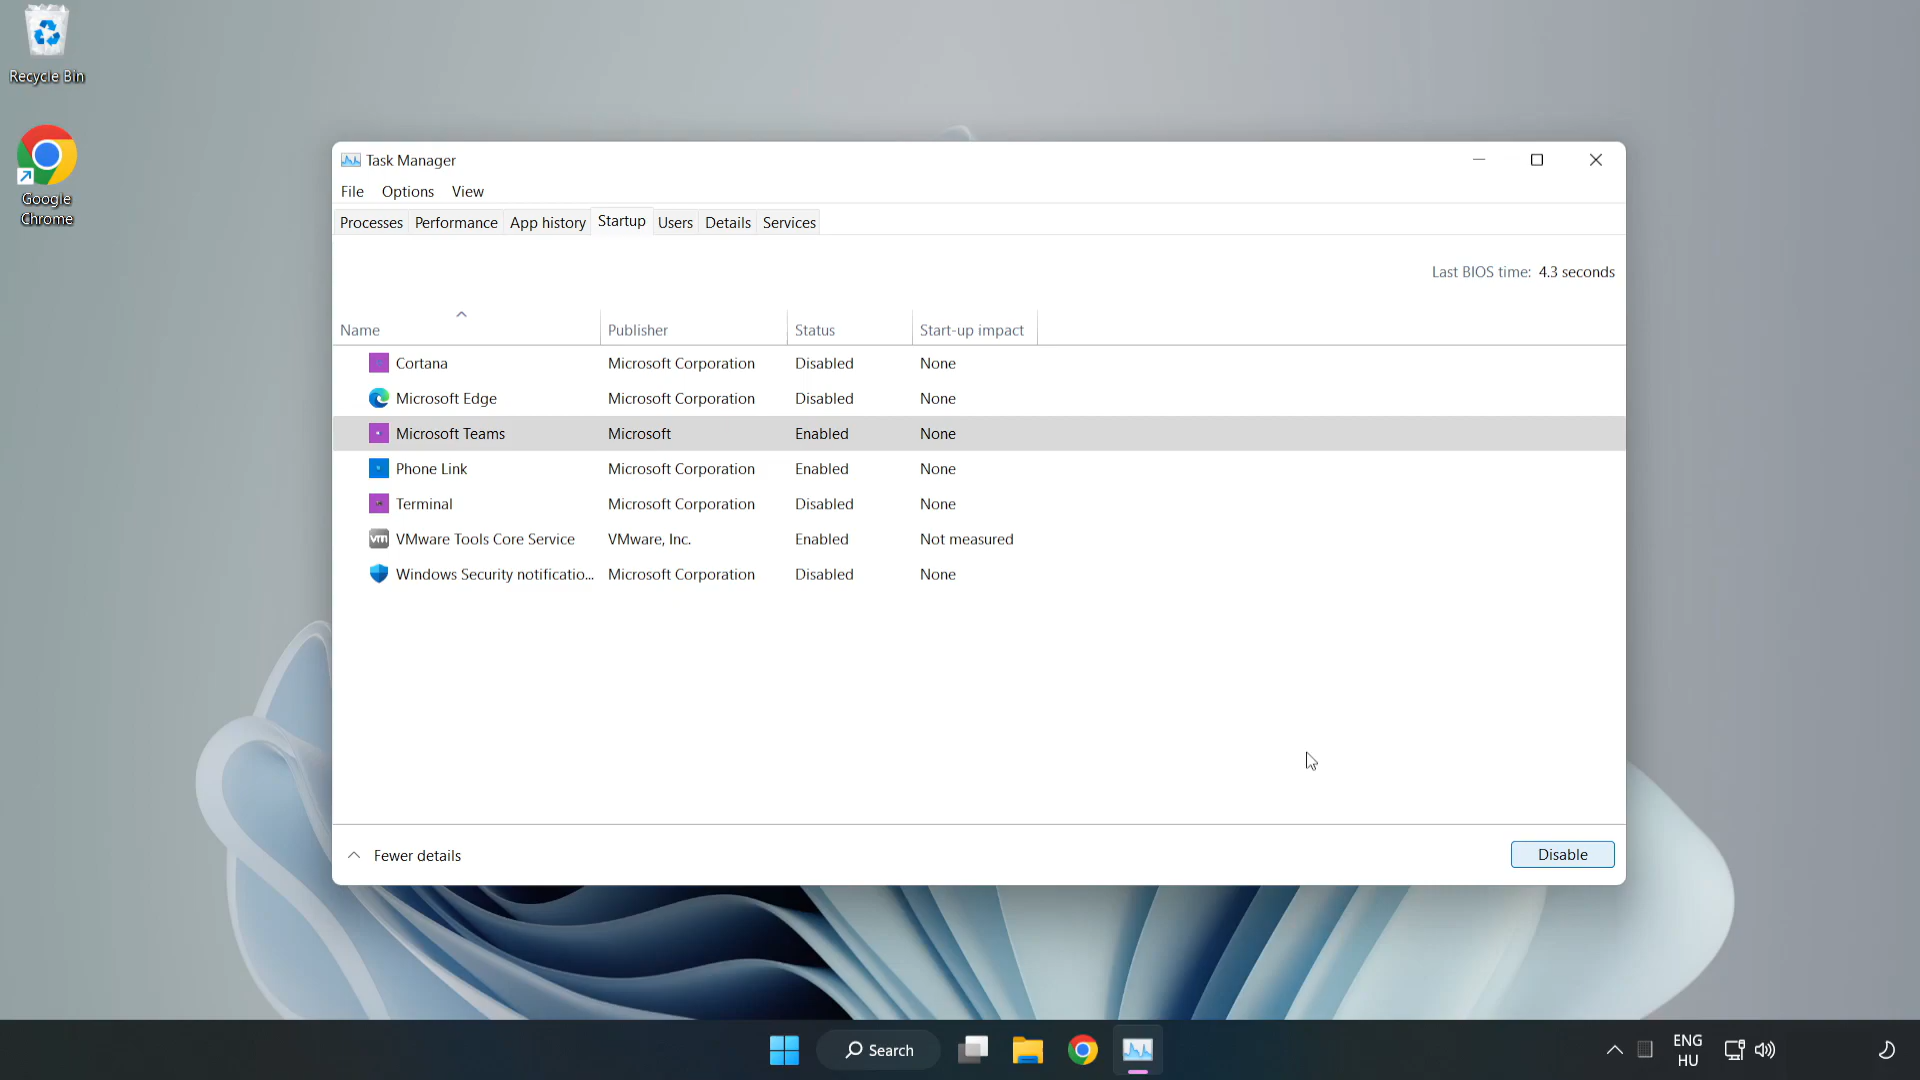 Recycle Bin
Google
Chrome
Task Manager
File Options View
Processes Performance App history Startup Users Details Services
Last BIOS time: 4.3 seconds
Name Publisher Status Start-up impact
Cortana Microsoft Corporation Disabled None
Microsoft Edge Microsoft Corporation Disabled None
Microsoft Teams Microsoft Enabled None
Phone Link Microsoft Corporation Enabled None
Terminal Microsoft Corporation Disabled None
vm VMware Tools Core Service VMware, Inc. Enabled Not measured
Windows Security notificatio... Microsoft Corporation Disabled None
Fewer details Disable
Search
ENG
HU